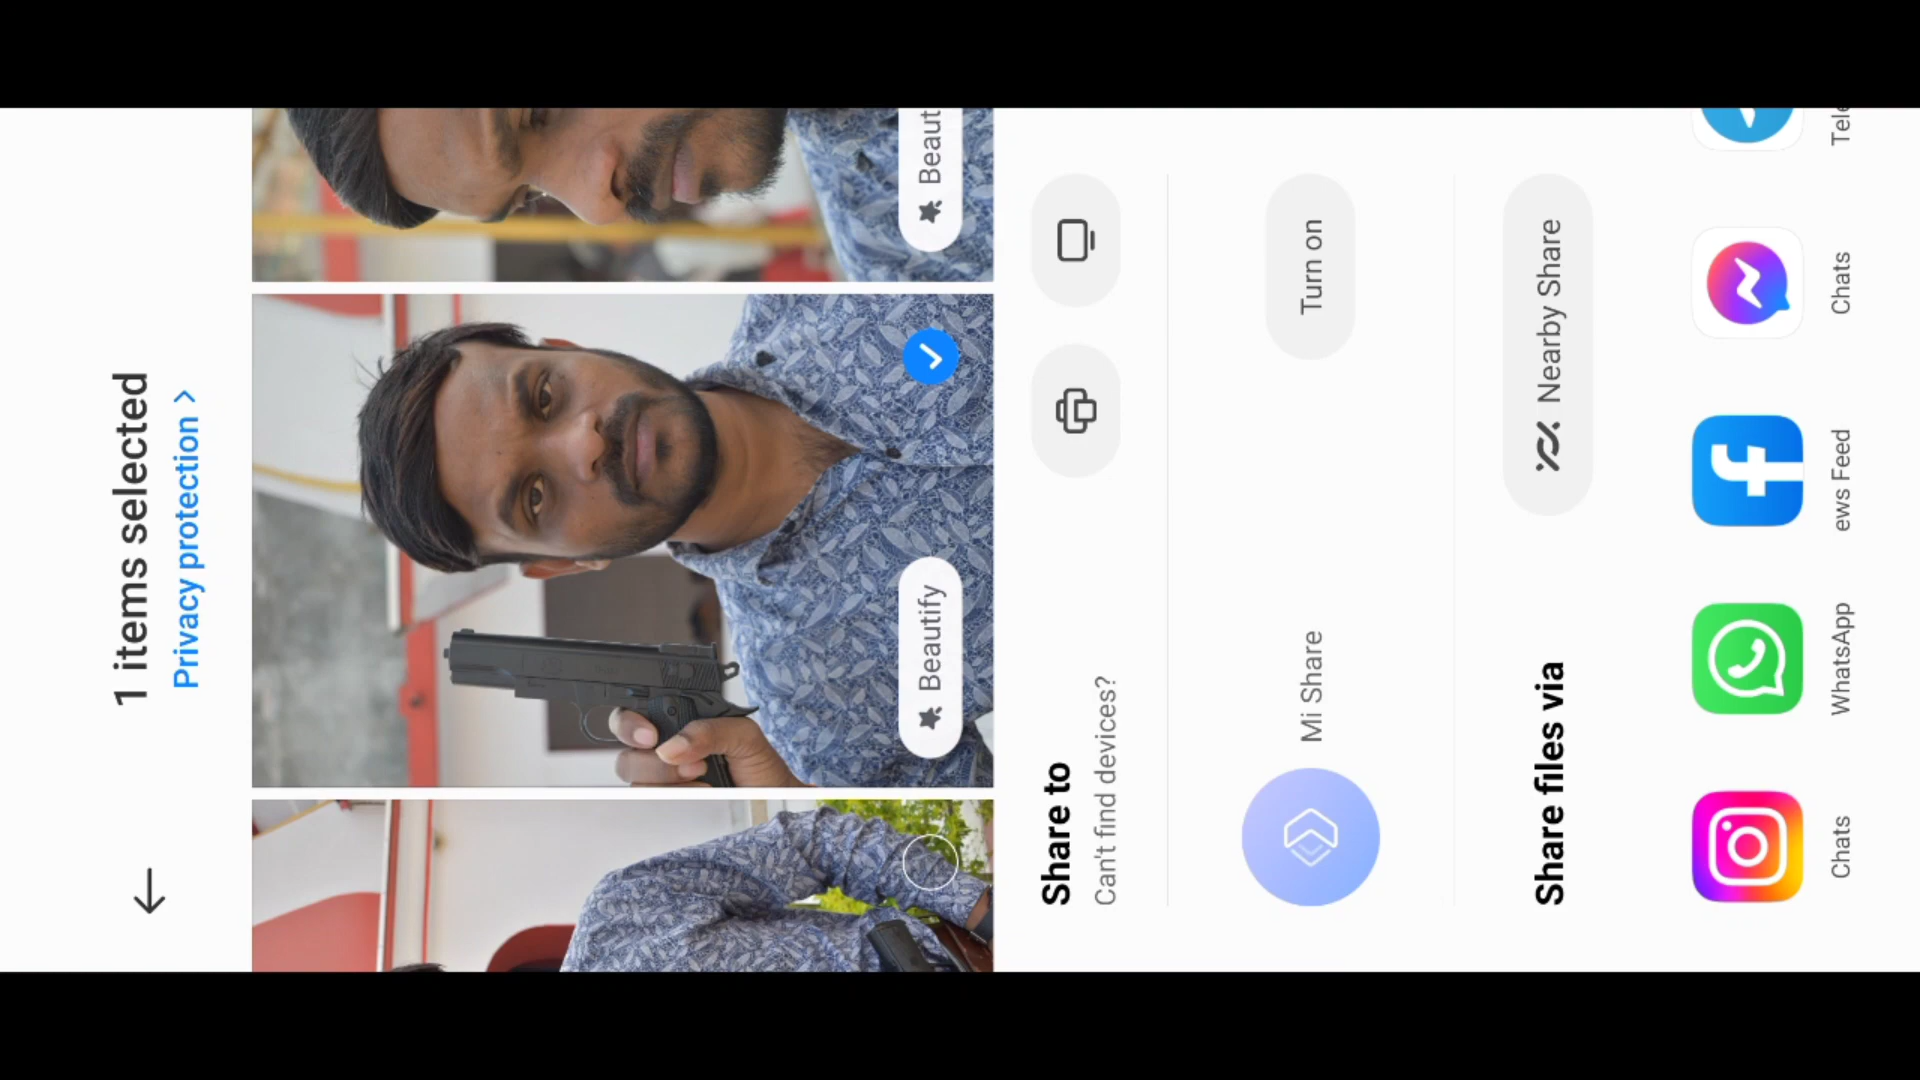 1 items selected
Privacy protection >
Beautify
Beaut
Share to
Can't find devices?
Mi Share
Turn on
Share files via
Nearby Share
Chats
WhatsApp
ews Feed
Chats
Tele